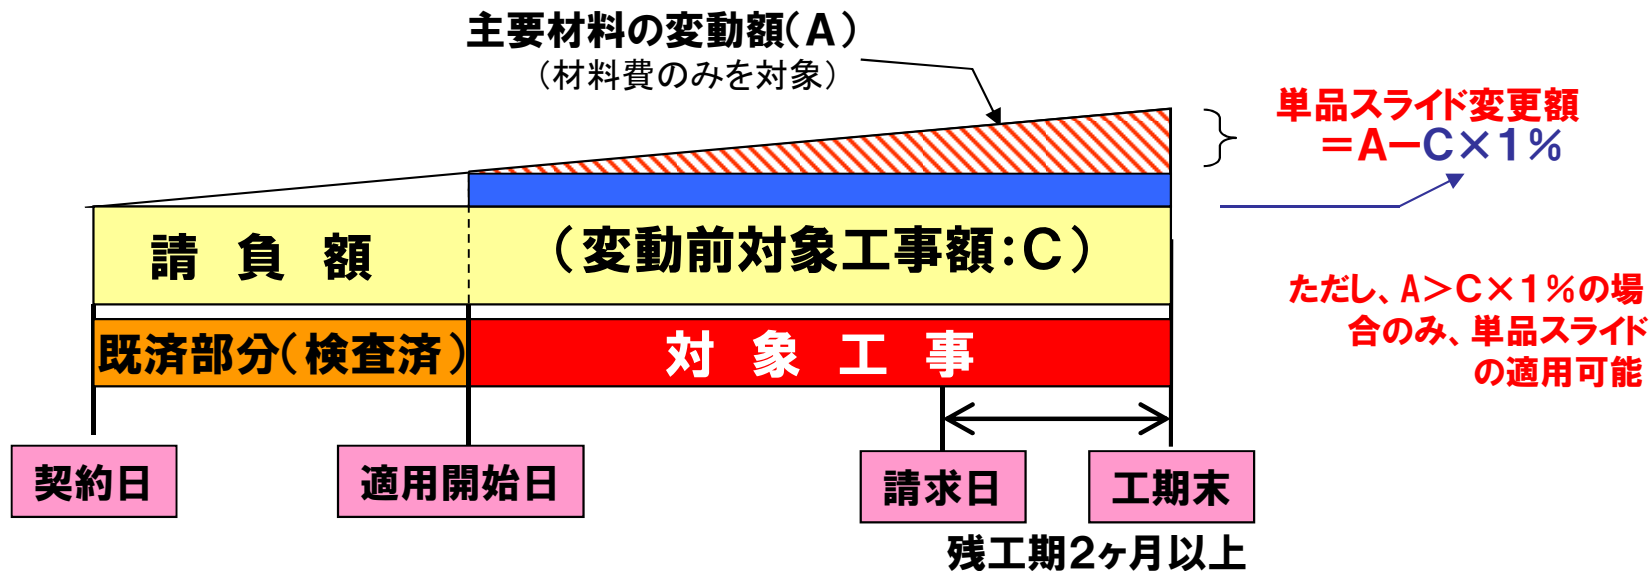 主要材料の変動額(A)
(材料費のみを対象)
単品スライド変更額
=A-C×1%
請 負 額
(変動前対象工事額:C)
ただし、A>C×1%の場
合のみ、単品スライド
の適用可能
既済部分(検査済)
対 象 工 事
契約日
適用開始日
請求日
工期末
残工期2ヶ月以上